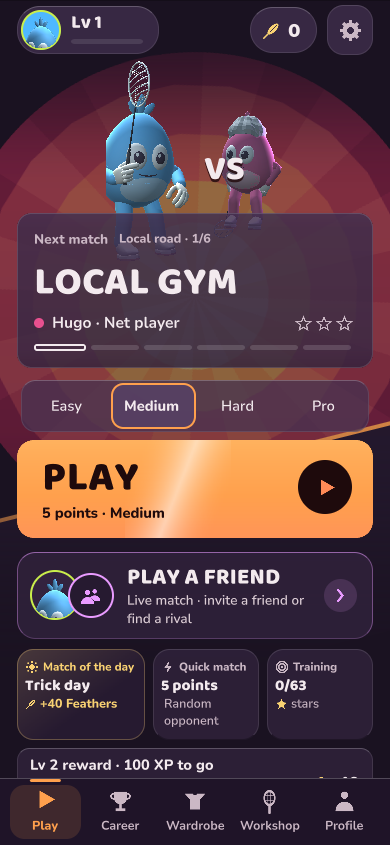 Lv 1
0
VS
Next match Local road · 1/6
LOCAL GYM
Hugo · Net player
Easy Medium Hard Pro
PLAY
5 points · Medium
PLAY A FRIEND
Live match · invite a friend or
find a rival
Match of the day
Trick day
+40 Feathers
Quick match
5 points
Random
opponent
Training
0/63
stars
Lv 2 reward · 100 XP to go
Play Career Wardrobe Workshop Profile